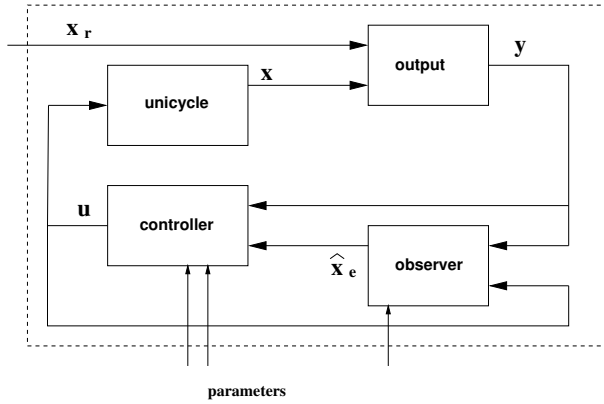 x r
output
y
x
unicycle
u
controller
x̂ e
observer
parameters